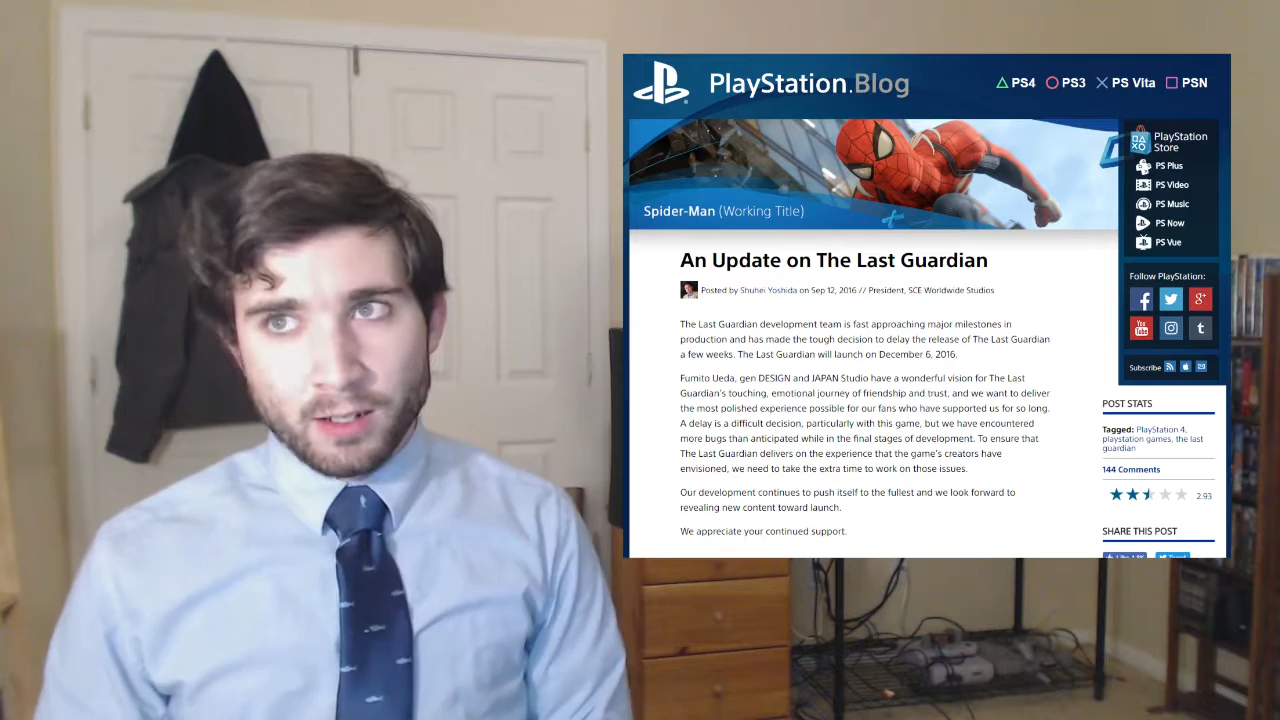 PlayStation.Blog
PS4 PS3 PS Vita PSN
Spider-Man (Working Title)
PlayStation
Store
PS Plus
PS Video
PS Music
PS Now
PS Vue
An Update on The Last Guardian
Posted by Shuhei Yoshida on Sep 12, 2016 // President, SCE Worldwide Studios
The Last Guardian development team is fast approaching major milestones in
production and has made the tough decision to delay the release of The Last Guardian
a few weeks. The Last Guardian will launch on December 6, 2016.
Fumito Ueda, gen DESIGN and JAPAN Studio have a wonderful vision for The Last
Guardian's touching, emotional journey of friendship and trust, and we want to deliver
the most polished experience possible for our fans who have supported us for so long.
A delay is a difficult decision, particularly with this game, but we have encountered
more bugs than anticipated while in the final stages of development. To ensure that
The Last Guardian delivers on the experience that the game's creators have
envisioned, we need to take the extra time to work on those issues.
Our development continues to push itself to the fullest and we look forward to
revealing new content toward launch.
We appreciate your continued support.
Follow PlayStation:
f g+
You Tube t
Subscribe
POST STATS
Tagged: PlayStation 4,
playstation games, the last
guardian
144 Comments
2.93
SHARE THIS POST